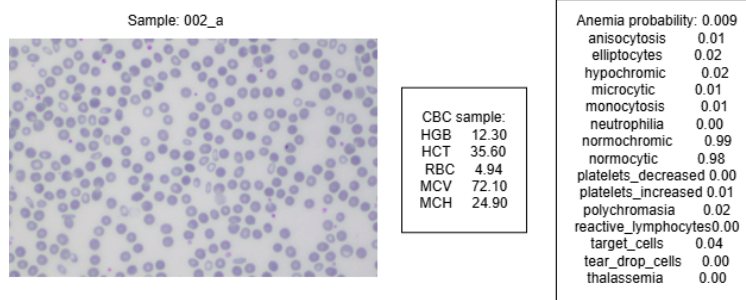 Sample: 002_a
CBC sample:
HGB 12.30
HCT 35.60
RBC 4.94
MCV 72.10
MCH 24.90
Anemia probability: 0.009
anisocytosis 0.01
elliptocytes 0.02
hypochromic 0.02
microcytic 0.01
monocytosis 0.01
neutrophilia 0.00
normochromic 0.99
normocytic 0.98
platelets_decreased 0.00
platelets_increased 0.01
polychromasia 0.02
reactive_lymphocytes0.00
target_cells 0.04
tear_drop_cells 0.00
thalassemia 0.00